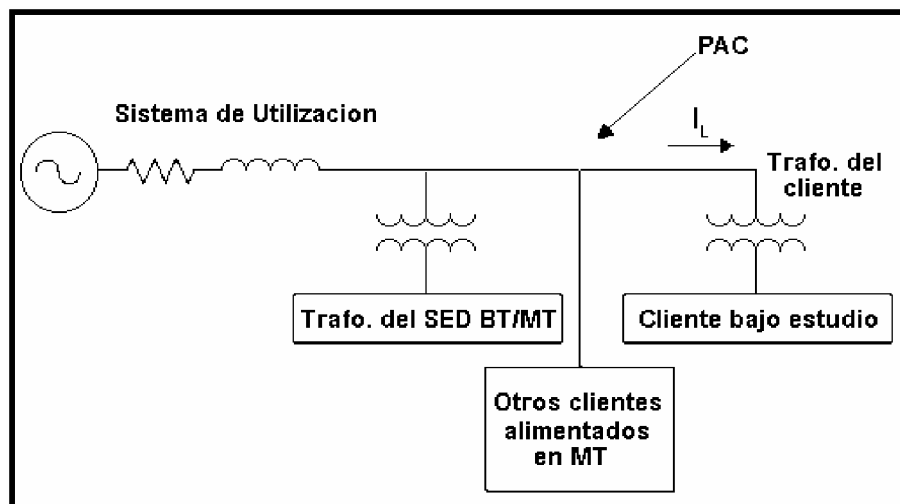 PAC
Sistema de Utilizacion
I_L
Trafo. del
cliente
Trafo. del SED BT/MT
Cliente bajo estudio
Otros clientes
alimentados
en MT